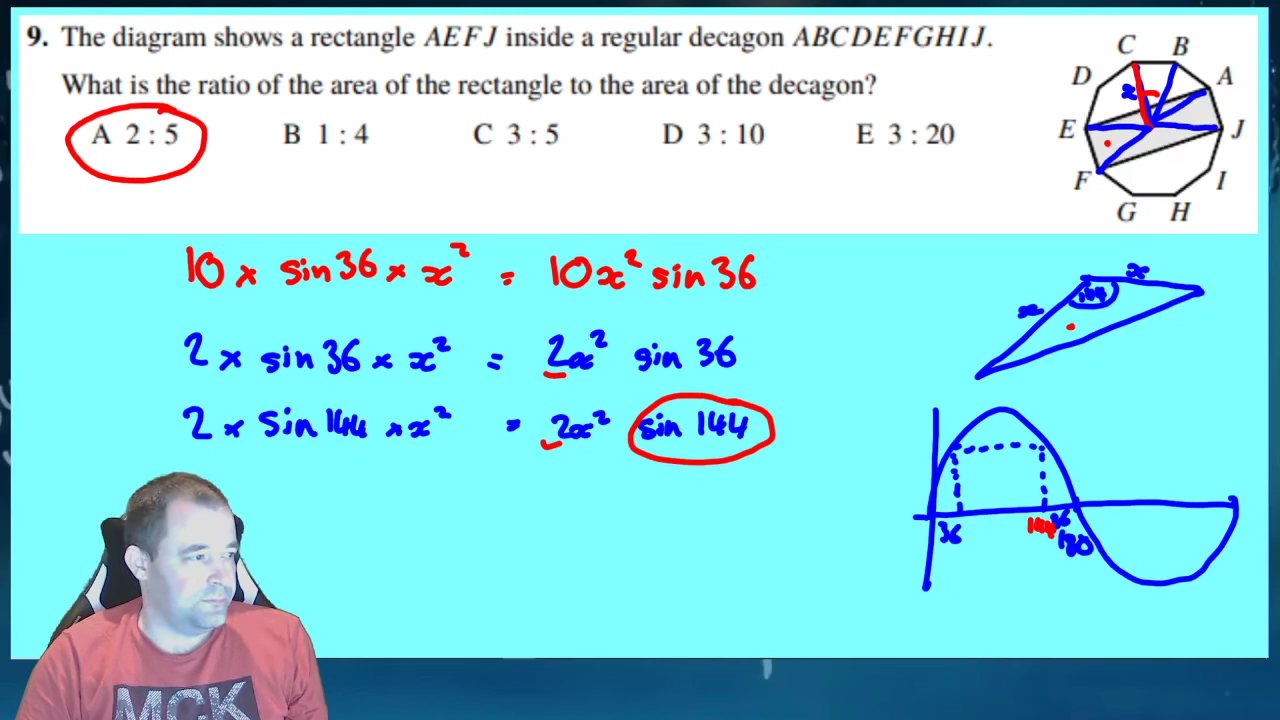 9. The diagram shows a rectangle AEFJ inside a regular decagon ABCDEFGHIJ.
What is the ratio of the area of the rectangle to the area of the decagon?
A 2 : 5 B 1 : 4 C 3 : 5 D 3 : 10 E 3 : 20
C B
D A
x
E J
F I
G H
10 × sin 36 × x² = 10x² sin 36
2 × sin 36 × x² = 2x² sin 36
2 × sin 144 × x² = 2x² sin 144
x
x 144
36 144 36
180
MCK